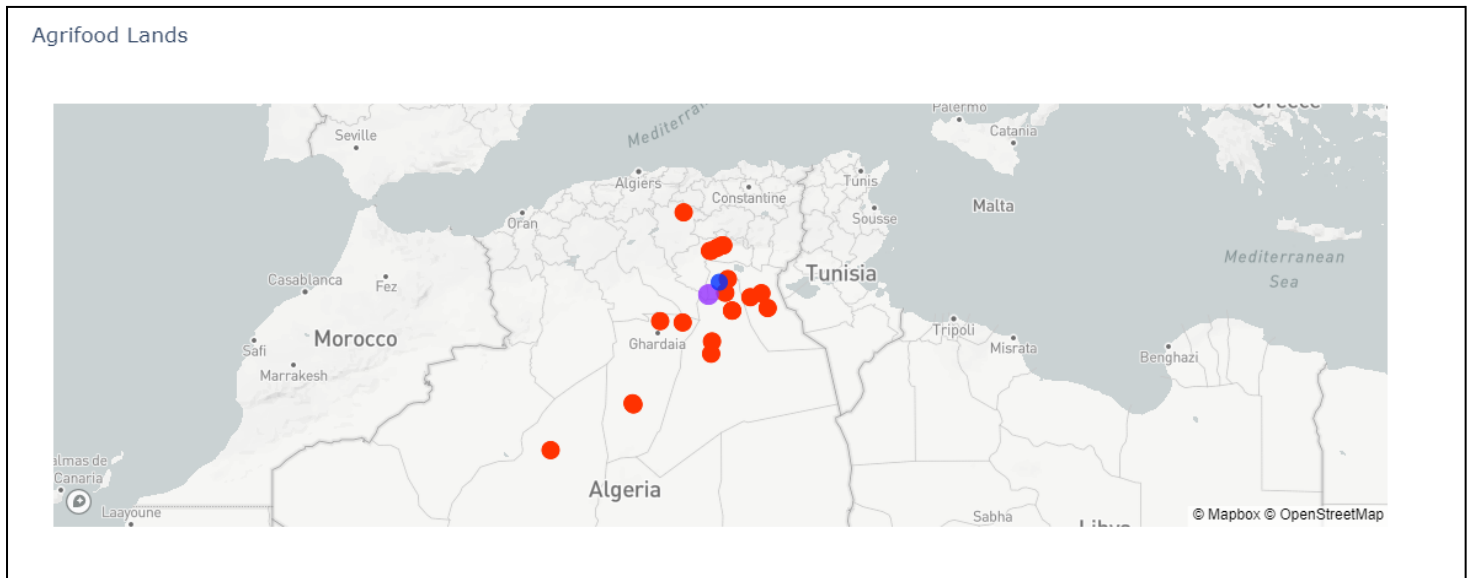 Agrifood Lands
Palermo
Catania
Seville
Algiers
Constantine
Tunis
Sousse
Malta
Oran
Mediterranean
Sea
Casablanca
Fez
Tunisia
Morocco
Ghardaia
Tripoli
Misrata
Benghazi
Safi
Marrakesh
Canaria
Algeria
Laayoune
Sabha
© Mapbox © OpenStreetMap